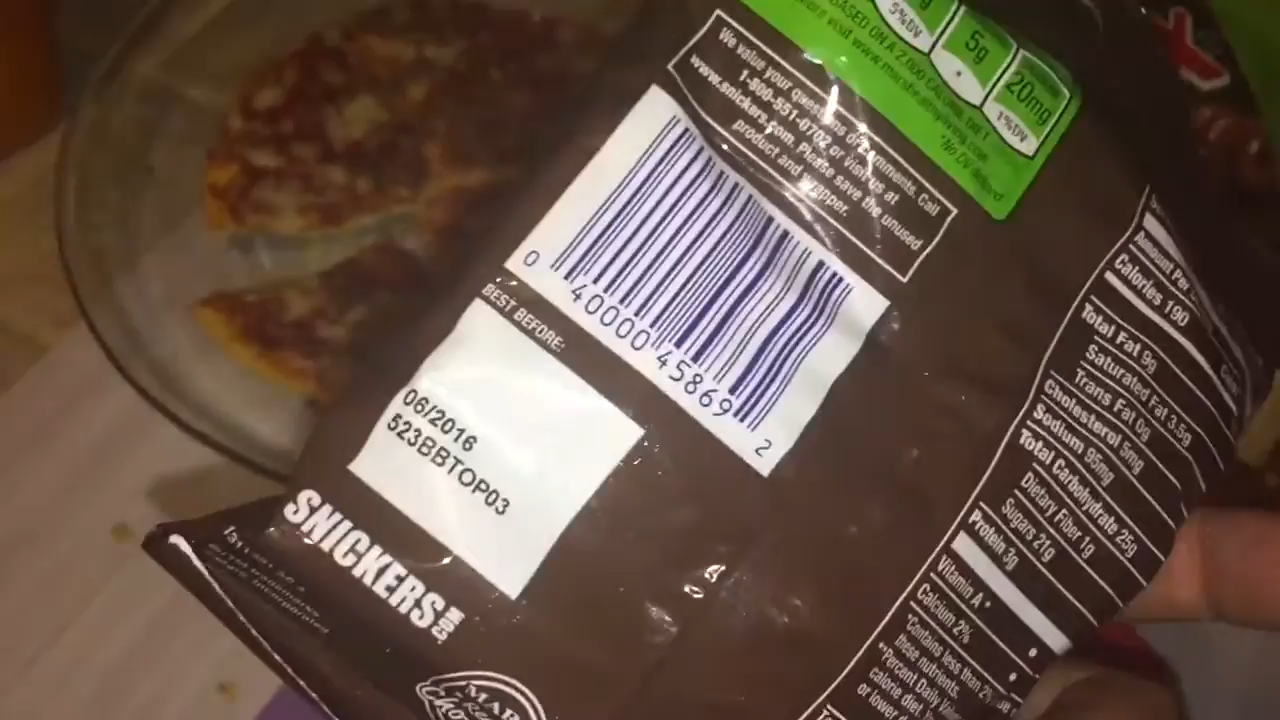 5%DV
5g
20mg
1%DV
BASED ON A 2,000 CALORIE DIET
visit www.marshealthyliving.com
*No DV defined
We value your questions or comments. Call
1-800-551-0702 or visit us at
www.snickers.com. Please save the unused
product and wrapper.
0 40000 45869 2
BEST BEFORE:
06/2016
523BBTOP03
SNICKERS
MARS
Amount Per
Calories 190
Total Fat 9g
Saturated Fat 3.5g
Trans Fat 0g
Cholesterol 5mg
Sodium 95mg
Total Carbohydrate 25g
Dietary Fiber 1g
Sugars 21g
Protein 3g
Vitamin A *
Calcium 2%
*Contains less than 2%
these nutrients.
**Percent Daily
calorie diet.
or lower